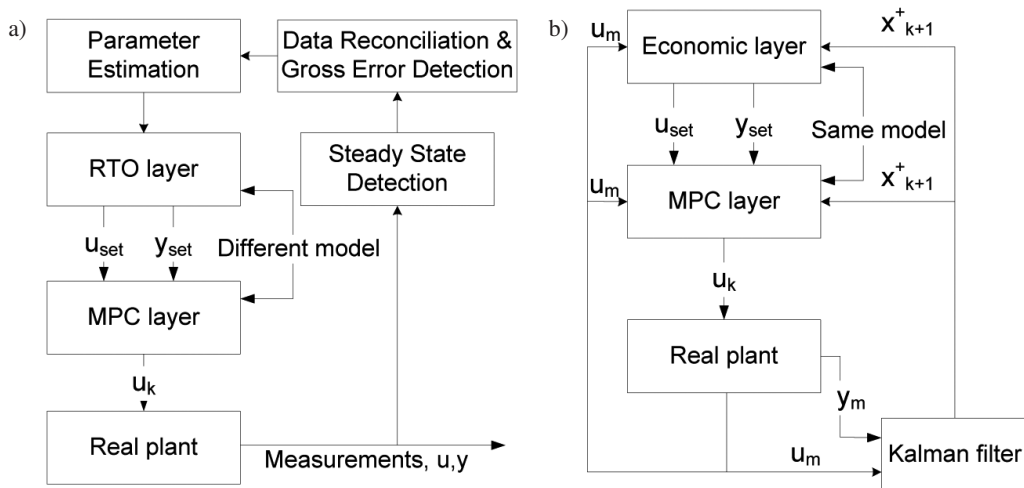 a)
Parameter
Estimation
Data Reconciliation &
Gross Error Detection
RTO layer
Steady State
Detection
u_set
y_set
Different model
MPC layer
u_k
Real plant
Measurements, u,y
b)
u_m
Economic layer
x^+_{k+1}
u_set
y_set
Same model
u_m
MPC layer
x^+_{k+1}
u_k
Real plant
y_m
u_m
Kalman filter